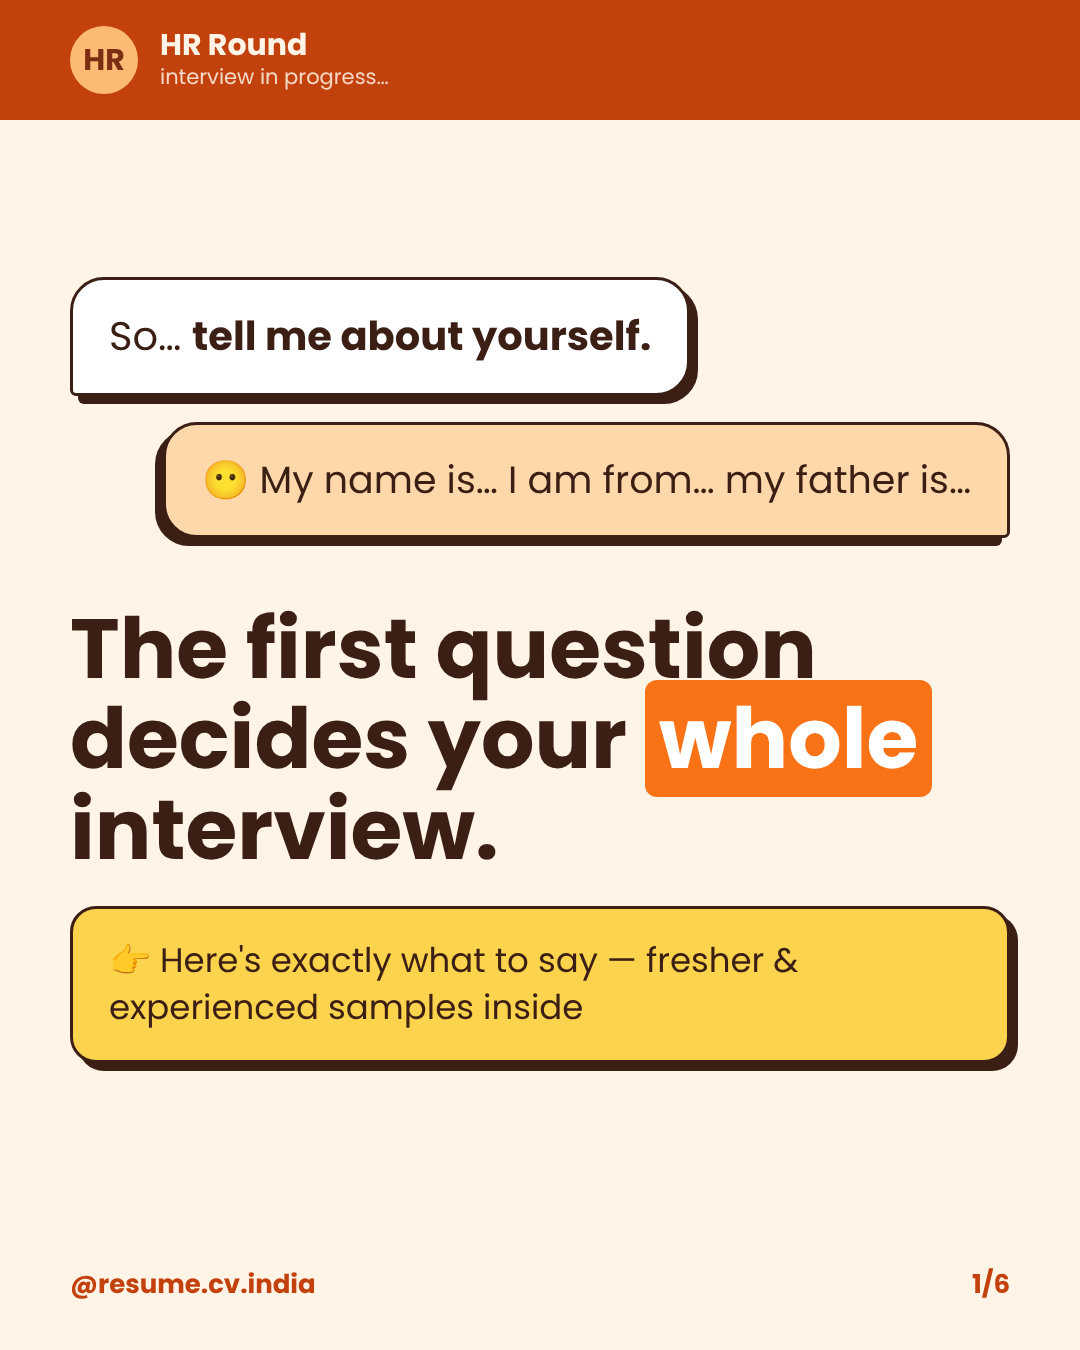 HR
HR Round
interview in progress...
So... tell me about yourself.
😶 My name is... I am from... my father is...
The first question
decides your whole
interview.
👉 Here's exactly what to say — fresher &
experienced samples inside
@resume.cv.india
1/6